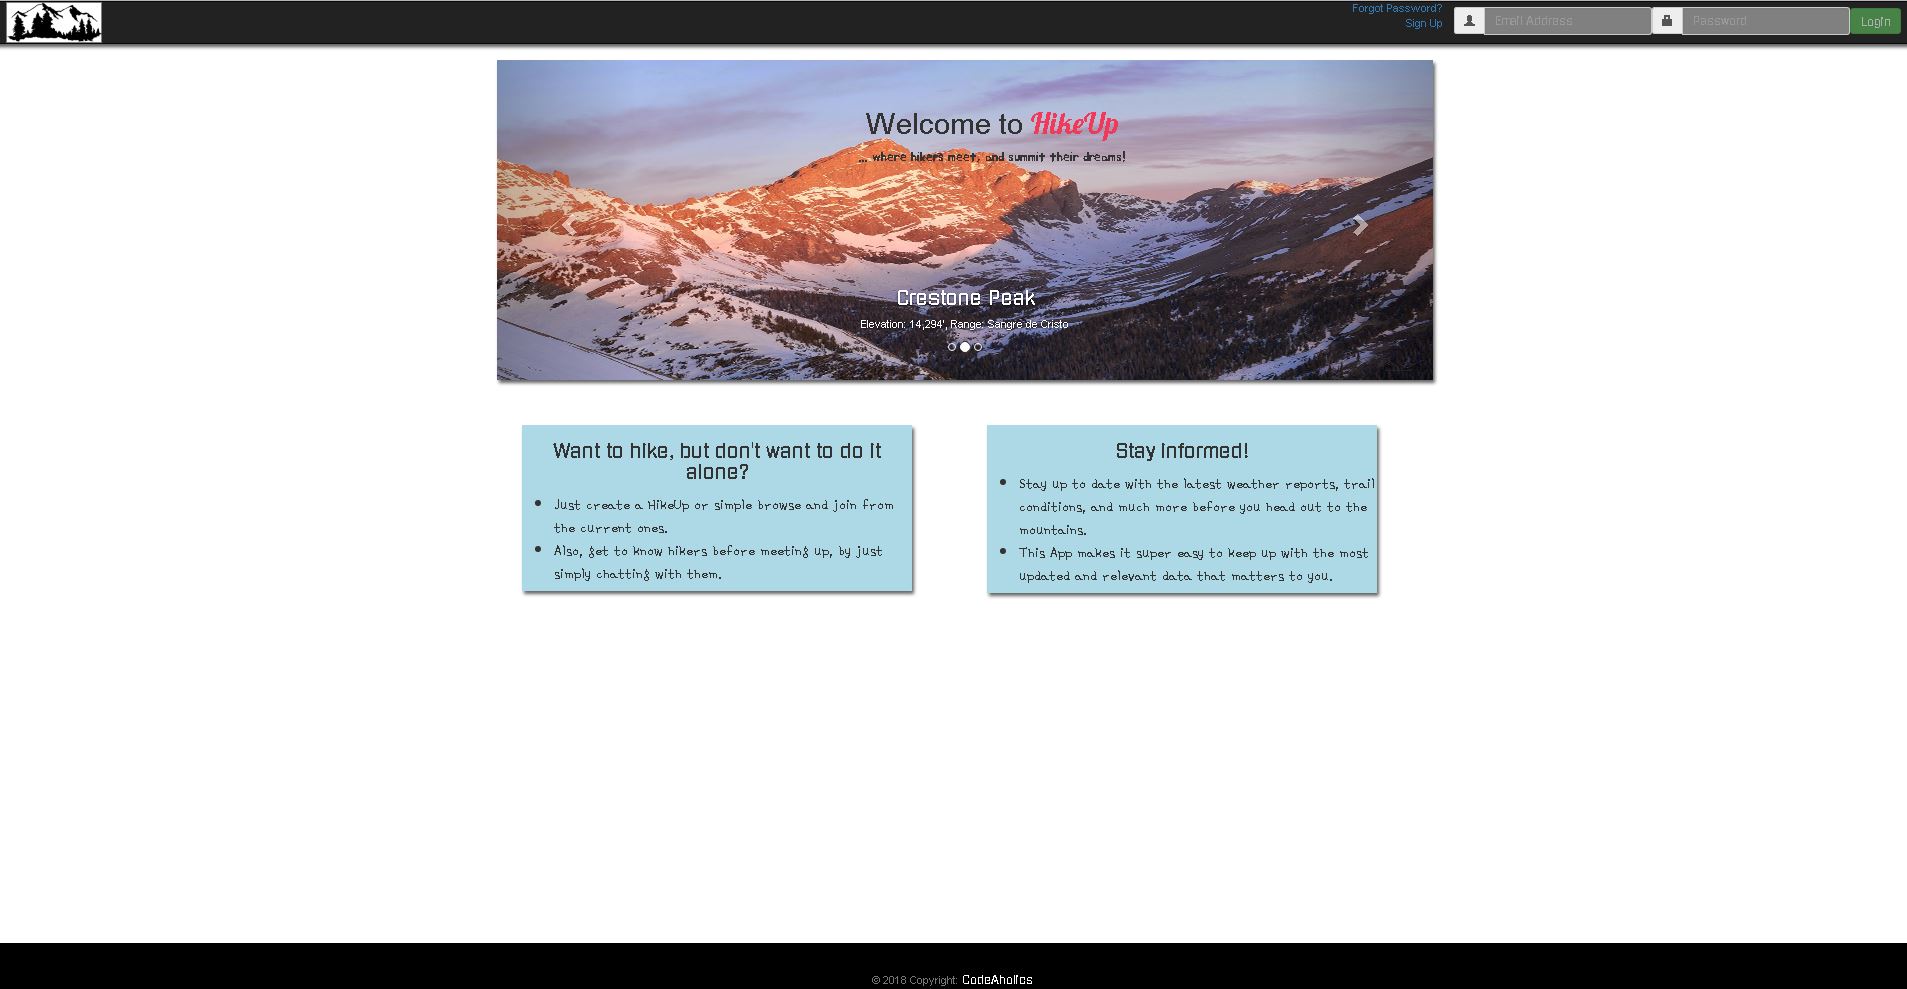 Forgot Password?
Sign Up
Email Address
Password
Login
Welcome to HikeUp
... where hikers meet, and summit their dreams!
Crestone Peak
Elevation: 14,294', Range: Sangre de Cristo
Want to hike, but don't want to do it
alone?
Just create a HikeUp or simple browse and join from
the current ones.
Also, get to know hikers before meeting up, by just
simply chatting with them.
Stay informed!
Stay up to date with the latest weather reports, trail
conditions, and much more before you head out to the
mountains.
This App makes it super easy to keep up with the most
updated and relevant data that matters to you.
© 2018 Copyright: CodeAholics